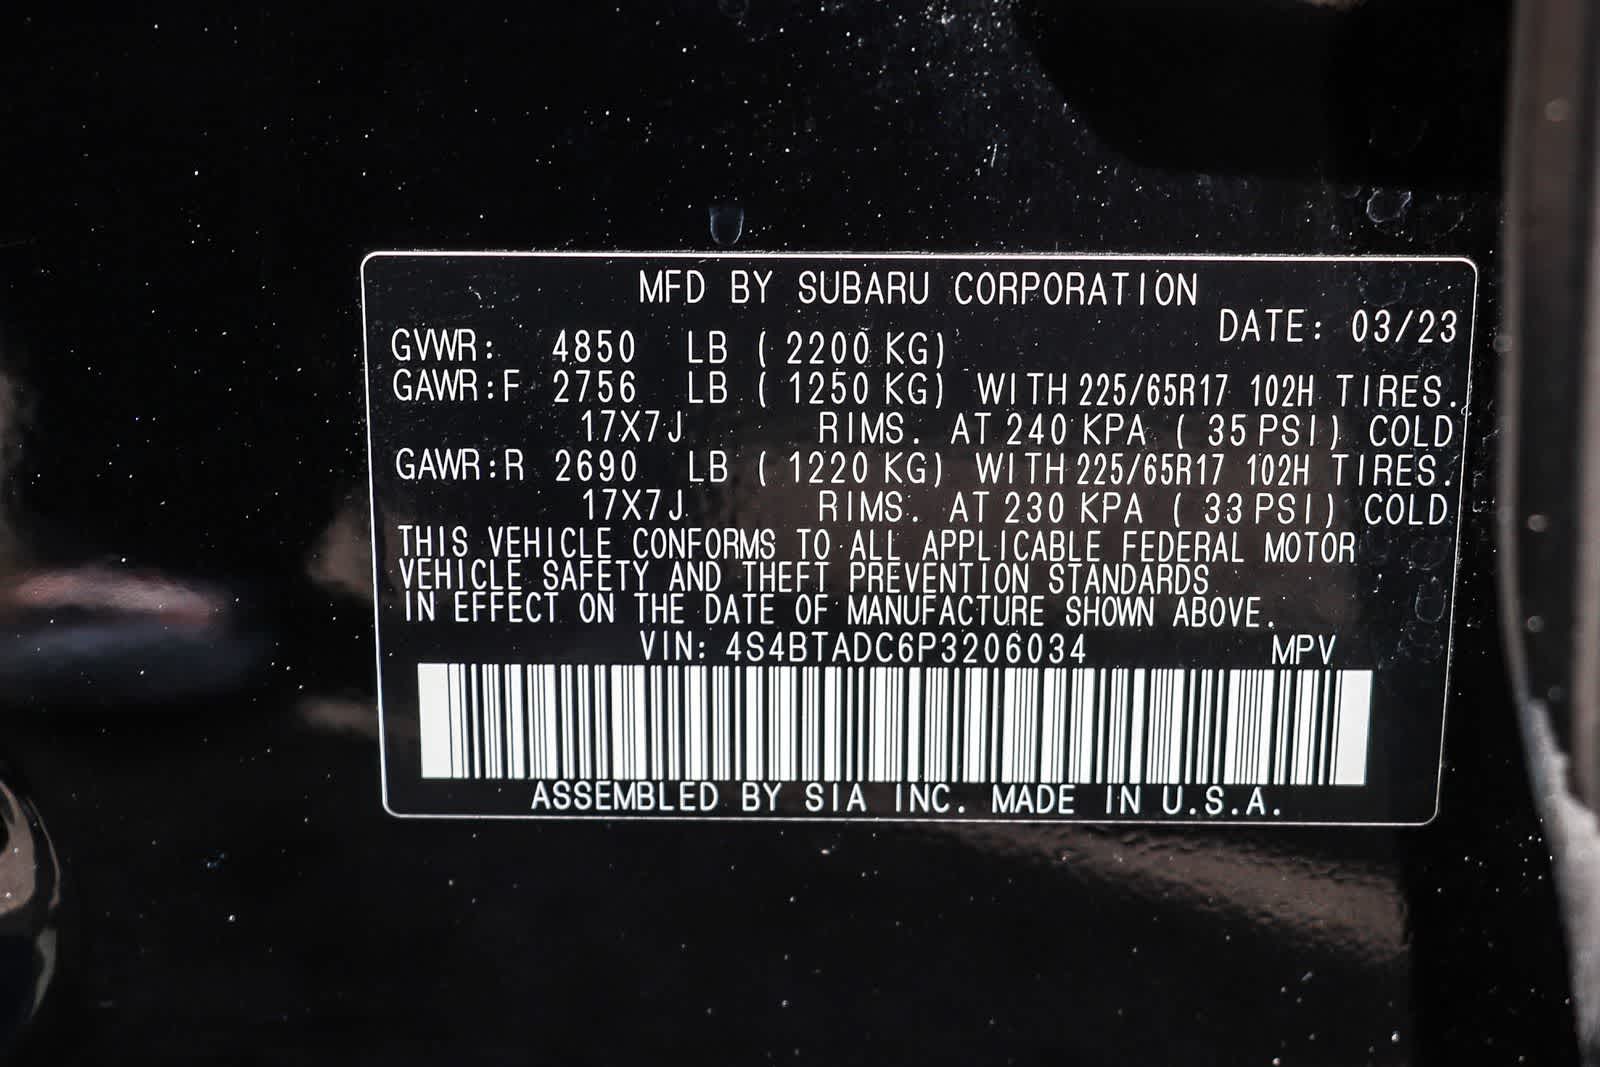 MFD BY SUBARU CORPORATION
DATE: 03/23
GVWR: 4850 LB ( 2200 KG)
GAWR:F 2756 LB ( 1250 KG) WITH 225/65R17 102H TIRES.
17X7J RIMS. AT 240 KPA ( 35 PSI) COLD
GAWR:R 2690 LB ( 1220 KG) WITH 225/65R17 102H TIRES.
17X7J RIMS. AT 230 KPA ( 33 PSI) COLD
THIS VEHICLE CONFORMS TO ALL APPLICABLE FEDERAL MOTOR
VEHICLE SAFETY AND THEFT PREVENTION STANDARDS
IN EFFECT ON THE DATE OF MANUFACTURE SHOWN ABOVE.
VIN: 4S4BTADC6P3206034 MPV
ASSEMBLED BY SIA INC. MADE IN U.S.A.